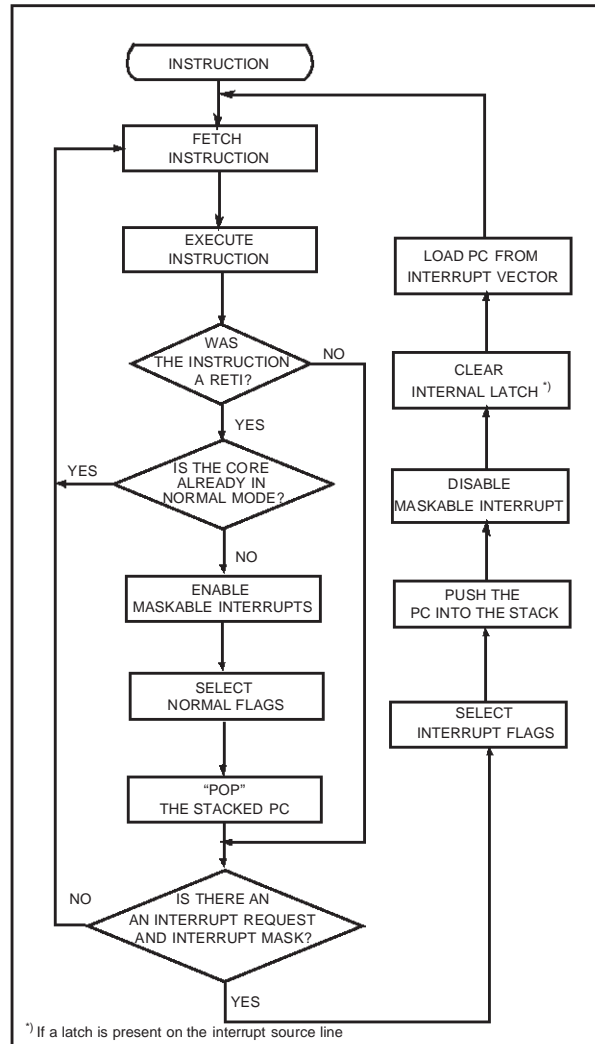 INSTRUCTION
FETCH
INSTRUCTION
EXECUTE
INSTRUCTION
WAS
THE INSTRUCTION
A RETI?
NO
YES
IS THE CORE
ALREADY IN
NORMAL MODE?
YES
NO
ENABLE
MASKABLE INTERRUPTS
SELECT
NORMAL FLAGS
“POP”
THE STACKED PC
IS THERE AN
AN INTERRUPT REQUEST
AND INTERRUPT MASK?
NO
YES
SELECT
INTERRUPT FLAGS
PUSH THE
PC INTO THE STACK
DISABLE
MASKABLE INTERRUPT
CLEAR
INTERNAL LATCH *)
LOAD PC FROM
INTERRUPT VECTOR
*) If a latch is present on the interrupt source line